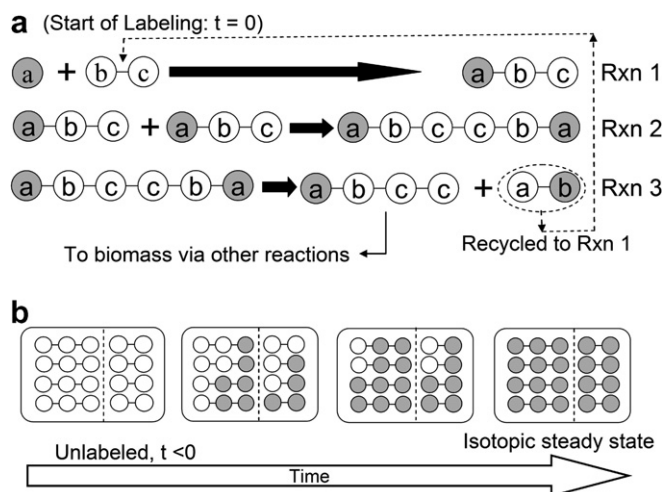 a (Start of Labeling: t = 0)
a + b c a b c Rxn 1
a b c + a b c a b c c b a Rxn 2
a b c c b a a b c c + a b Rxn 3
To biomass via other reactions
Recycled to Rxn 1
b
Unlabeled, t <0
Isotopic steady state
Time